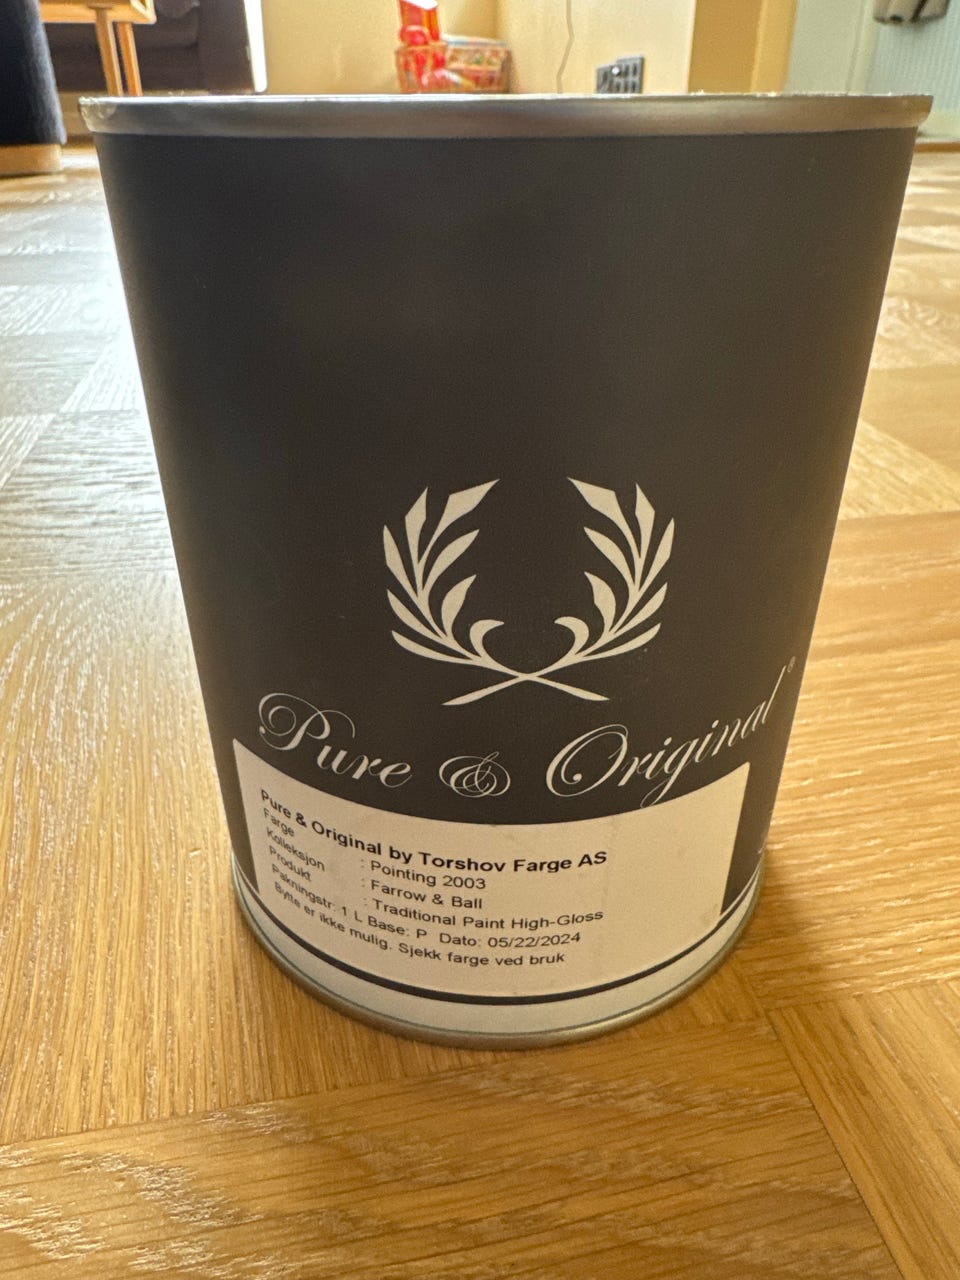 Pure & Original®
Pure & Original by Torshov Farge AS
Farge : Pointing 2003
Kolleksjon : Farrow & Ball
Produkt : Traditional Paint High-Gloss
Pakningstr: 1 L Base: P Dato: 05/22/2024
Bytte er ikke mulig. Sjekk farge ved bruk